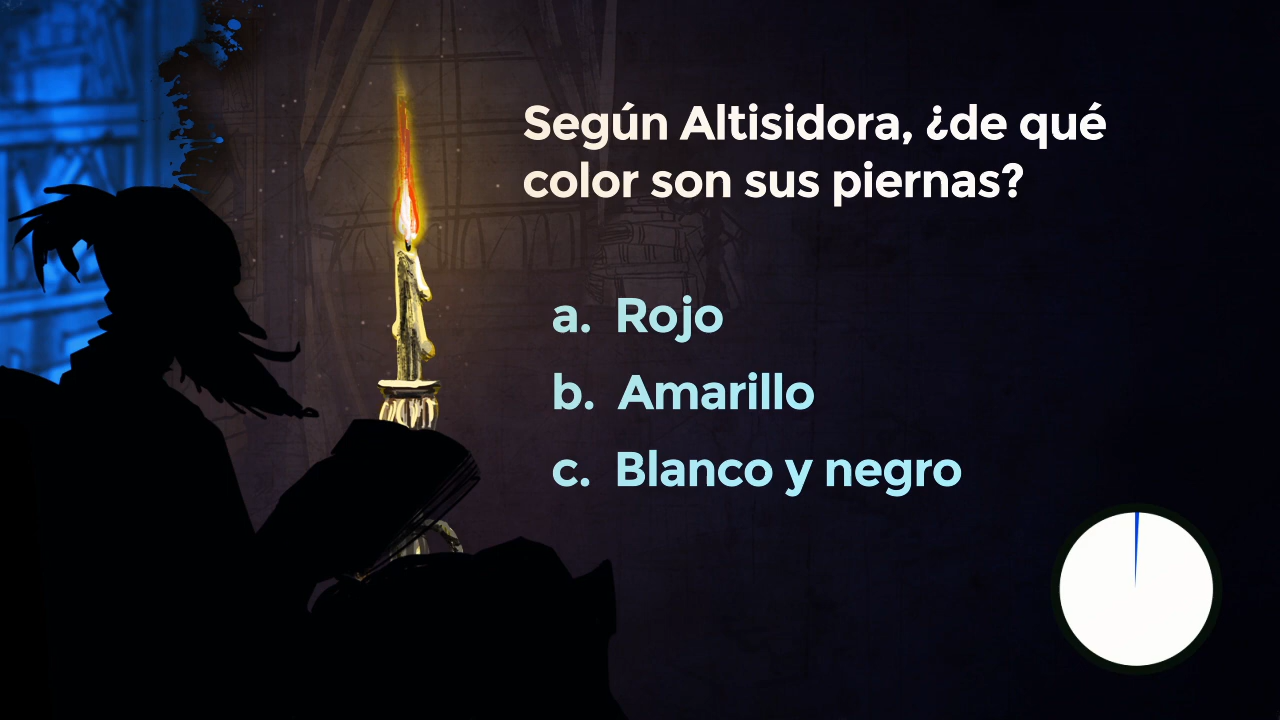 Según Altisidora, ¿de qué
color son sus piernas?
a. Rojo
b. Amarillo
c. Blanco y negro